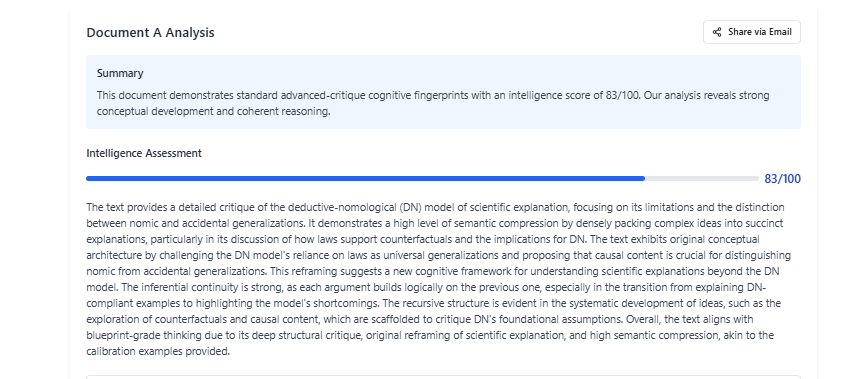 Document A Analysis
Share via Email
Summary
This document demonstrates standard advanced-critique cognitive fingerprints with an intelligence score of 83/100. Our analysis reveals strong
conceptual development and coherent reasoning.
Intelligence Assessment
83/100
The text provides a detailed critique of the deductive-nomological (DN) model of scientific explanation, focusing on its limitations and the distinction
between nomic and accidental generalizations. It demonstrates a high level of semantic compression by densely packing complex ideas into succinct
explanations, particularly in its discussion of how laws support counterfactuals and the implications for DN. The text exhibits original conceptual
architecture by challenging the DN model's reliance on laws as universal generalizations and proposing that causal content is crucial for distinguishing
nomic from accidental generalizations. This reframing suggests a new cognitive framework for understanding scientific explanations beyond the DN
model. The inferential continuity is strong, as each argument builds logically on the previous one, especially in the transition from explaining DN-
compliant examples to highlighting the model's shortcomings. The recursive structure is evident in the systematic development of ideas, such as the
exploration of counterfactuals and causal content, which are scaffolded to critique DN's foundational assumptions. Overall, the text aligns with
blueprint-grade thinking due to its deep structural critique, original reframing of scientific explanation, and high semantic compression, akin to the
calibration examples provided.